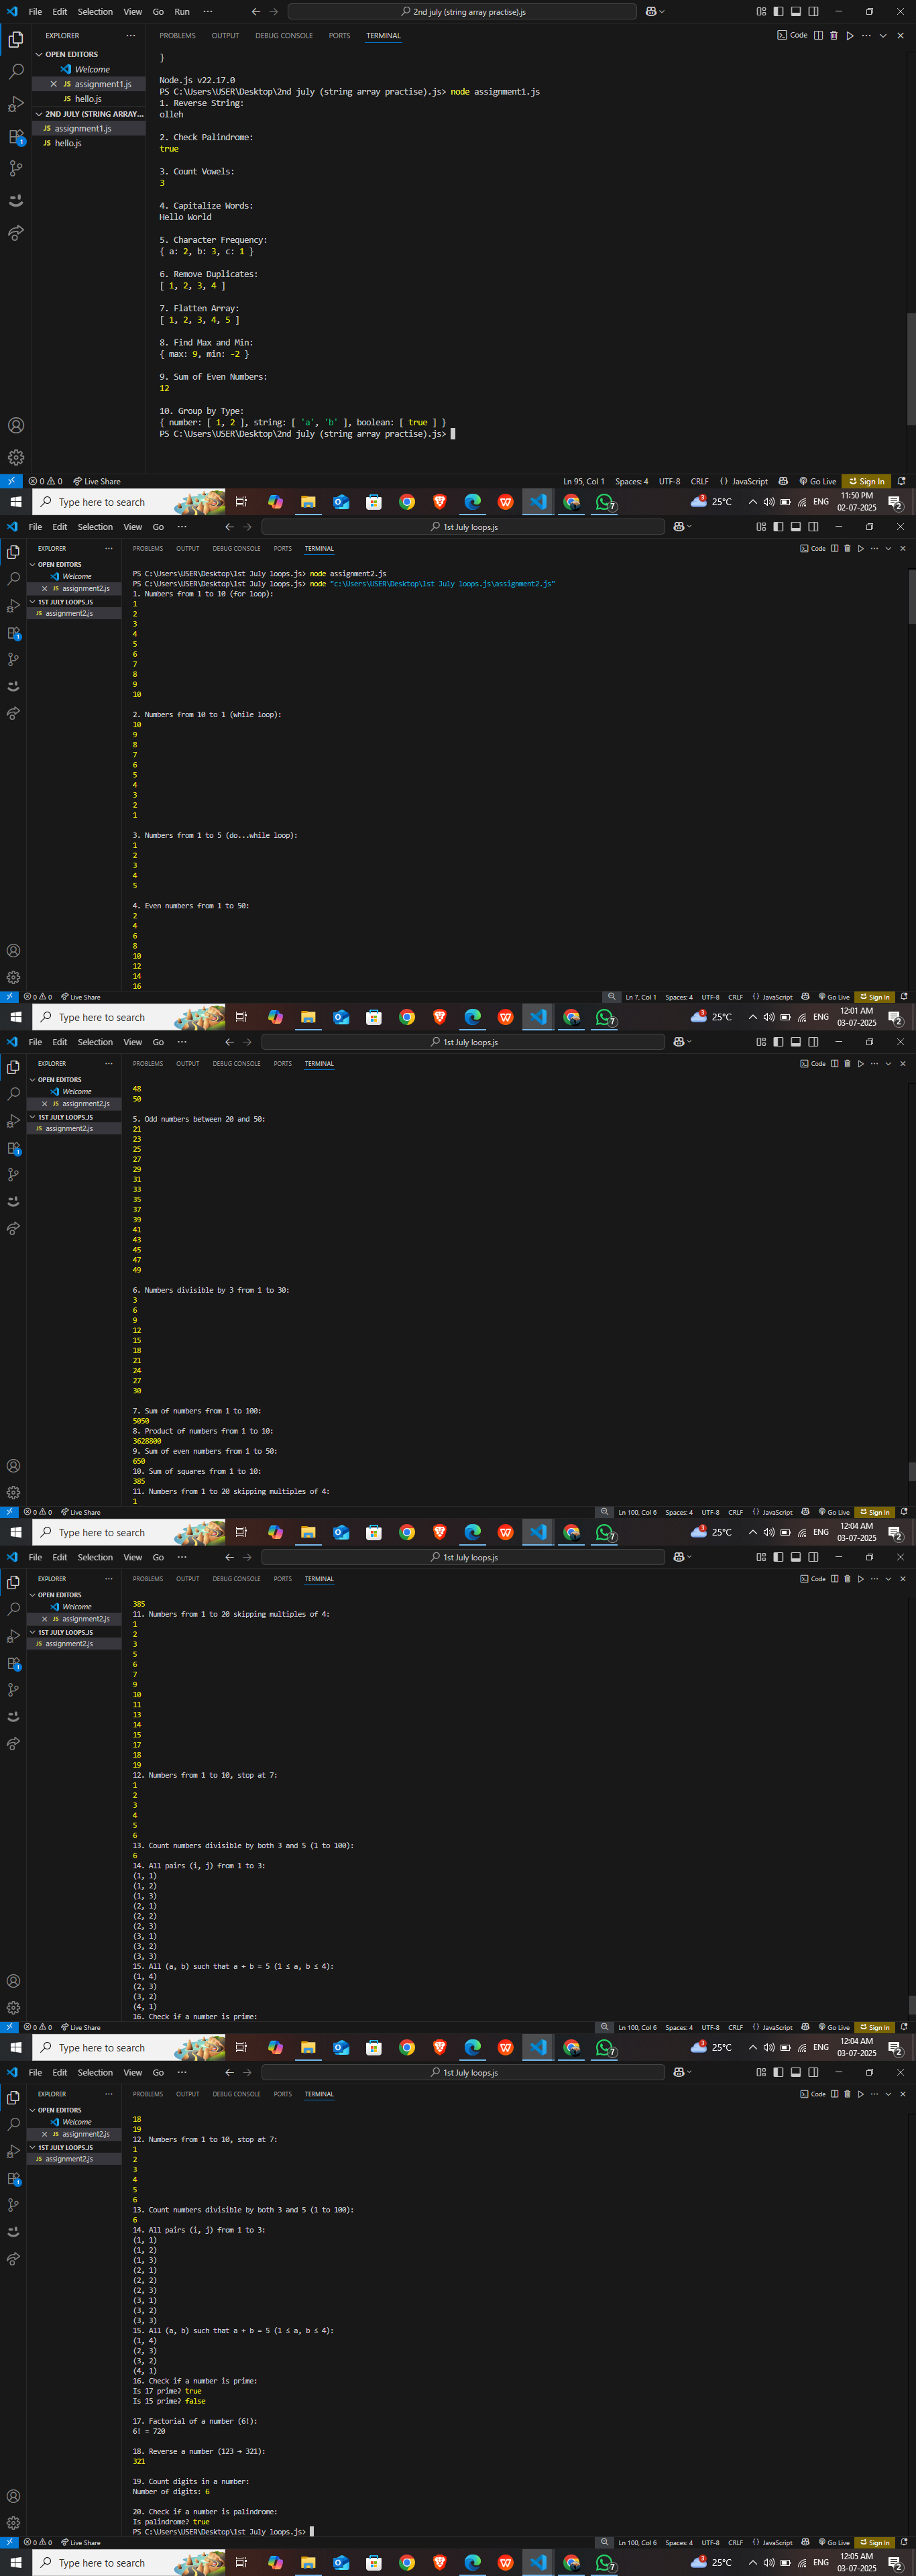 File Edit Selection View Go Run ··· 2nd july (string array practise).js
EXPLORER ···
OPEN EDITORS
Welcome
JS assignment1.js
JS hello.js
2ND JULY (STRING ARRAY...
JS assignment1.js
JS hello.js
1
PROBLEMS OUTPUT DEBUG CONSOLE PORTS TERMINAL Code
}
Node.js v22.17.0
PS C:\Users\USER\Desktop\2nd july (string array practise).js> node assignment1.js
1. Reverse String:
olleh
2. Check Palindrome:
true
3. Count Vowels:
3
4. Capitalize Words:
Hello World
5. Character Frequency:
{ a: 2, b: 3, c: 1 }
6. Remove Duplicates:
[ 1, 2, 3, 4 ]
7. Flatten Array:
[ 1, 2, 3, 4, 5 ]
8. Find Max and Min:
{ max: 9, min: -2 }
9. Sum of Even Numbers:
12
10. Group by Type:
{ number: [ 1, 2 ], string: [ 'a', 'b' ], boolean: [ true ] }
PS C:\Users\USER\Desktop\2nd july (string array practise).js>
0 0 Live Share Ln 95, Col 1 Spaces: 4 UTF-8 CRLF {} JavaScript Go Live Sign In
Type here to search 7 3 25°C ENG 11:50 PM 02-07-2025 2
File Edit Selection View Go ··· 1st July loops.js
EXPLORER ···
OPEN EDITORS
Welcome
JS assignment2.js
1ST JULY LOOPS.JS
JS assignment2.js
1
PROBLEMS OUTPUT DEBUG CONSOLE PORTS TERMINAL Code
PS C:\Users\USER\Desktop\1st July loops.js> node assignment2.js
PS C:\Users\USER\Desktop\1st July loops.js> node "c:\Users\USER\Desktop\1st July loops.js\assignment2.js"
1. Numbers from 1 to 10 (for loop):
1
2
3
4
5
6
7
8
9
10
2. Numbers from 10 to 1 (while loop):
10
9
8
7
6
5
4
3
2
1
3. Numbers from 1 to 5 (do...while loop):
1
2
3
4
5
4. Even numbers from 1 to 50:
2
4
6
8
10
12
14
16
0 0 Live Share Ln 7, Col 1 Spaces: 4 UTF-8 CRLF {} JavaScript Go Live Sign In
Type here to search 7 3 25°C ENG 12:01 AM 03-07-2025 2
File Edit Selection View Go ··· 1st July loops.js
EXPLORER ···
OPEN EDITORS
Welcome
JS assignment2.js
1ST JULY LOOPS.JS
JS assignment2.js
1
PROBLEMS OUTPUT DEBUG CONSOLE PORTS TERMINAL Code
48
50
5. Odd numbers between 20 and 50:
21
23
25
27
29
31
33
35
37
39
41
43
45
47
49
6. Numbers divisible by 3 from 1 to 30:
3
6
9
12
15
18
21
24
27
30
7. Sum of numbers from 1 to 100:
5050
8. Product of numbers from 1 to 10:
3628800
9. Sum of even numbers from 1 to 50:
650
10. Sum of squares from 1 to 10:
385
11. Numbers from 1 to 20 skipping multiples of 4:
1
0 0 Live Share Ln 100, Col 6 Spaces: 4 UTF-8 CRLF {} JavaScript Go Live Sign In
Type here to search 7 3 25°C ENG 12:04 AM 03-07-2025 2
File Edit Selection View Go ··· 1st July loops.js
EXPLORER ···
OPEN EDITORS
Welcome
JS assignment2.js
1ST JULY LOOPS.JS
JS assignment2.js
1
PROBLEMS OUTPUT DEBUG CONSOLE PORTS TERMINAL Code
385
11. Numbers from 1 to 20 skipping multiples of 4:
1
2
3
5
6
7
9
10
11
13
14
15
17
18
19
12. Numbers from 1 to 10, stop at 7:
1
2
3
4
5
6
13. Count numbers divisible by both 3 and 5 (1 to 100):
6
14. All pairs (i, j) from 1 to 3:
(1, 1)
(1, 2)
(1, 3)
(2, 1)
(2, 2)
(2, 3)
(3, 1)
(3, 2)
(3, 3)
15. All (a, b) such that a + b = 5 (1 ≤ a, b ≤ 4):
(1, 4)
(2, 3)
(3, 2)
(4, 1)
16. Check if a number is prime:
0 0 Live Share Ln 100, Col 6 Spaces: 4 UTF-8 CRLF {} JavaScript Go Live Sign In
Type here to search 7 3 25°C ENG 12:04 AM 03-07-2025 2
File Edit Selection View Go ··· 1st July loops.js
EXPLORER ···
OPEN EDITORS
Welcome
JS assignment2.js
1ST JULY LOOPS.JS
JS assignment2.js
1
PROBLEMS OUTPUT DEBUG CONSOLE PORTS TERMINAL Code
18
19
12. Numbers from 1 to 10, stop at 7:
1
2
3
4
5
6
13. Count numbers divisible by both 3 and 5 (1 to 100):
6
14. All pairs (i, j) from 1 to 3:
(1, 1)
(1, 2)
(1, 3)
(2, 1)
(2, 2)
(2, 3)
(3, 1)
(3, 2)
(3, 3)
15. All (a, b) such that a + b = 5 (1 ≤ a, b ≤ 4):
(1, 4)
(2, 3)
(3, 2)
(4, 1)
16. Check if a number is prime:
Is 17 prime? true
Is 15 prime? false
17. Factorial of a number (6!):
6! = 720
18. Reverse a number (123 → 321):
321
19. Count digits in a number:
Number of digits: 6
20. Check if a number is palindrome:
Is palindrome? true
PS C:\Users\USER\Desktop\1st July loops.js>
0 0 Live Share Ln 100, Col 6 Spaces: 4 UTF-8 CRLF {} JavaScript Go Live Sign In
Type here to search 7 3 25°C ENG 12:05 AM 03-07-2025 2